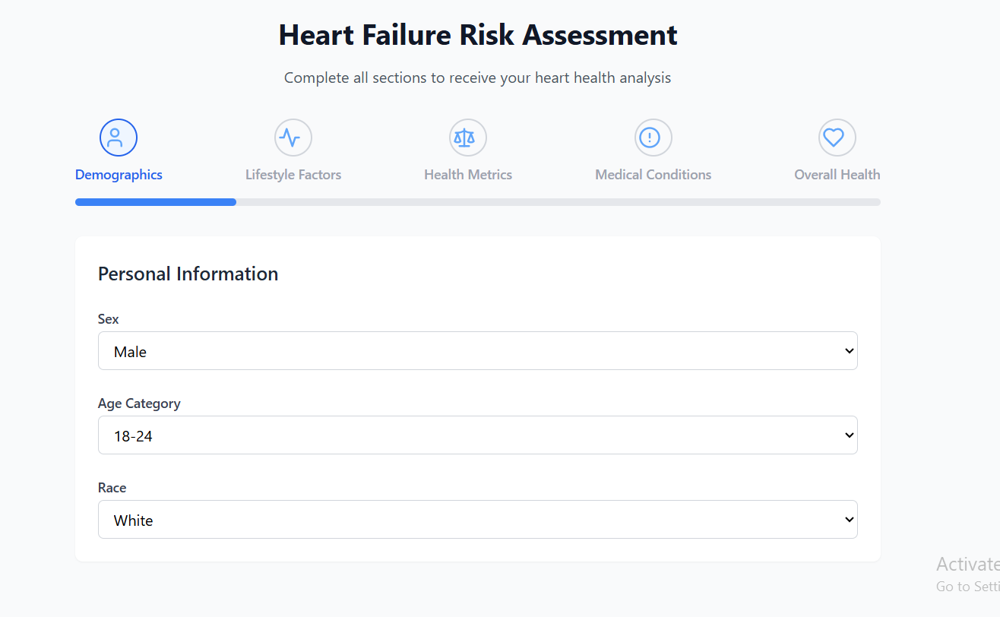 Heart Failure Risk Assessment
Complete all sections to receive your heart health analysis
Demographics Lifestyle Factors Health Metrics Medical Conditions Overall Health
Personal Information
Sex
Male
Age Category
18-24
Race
White
Activate
Go to Setti